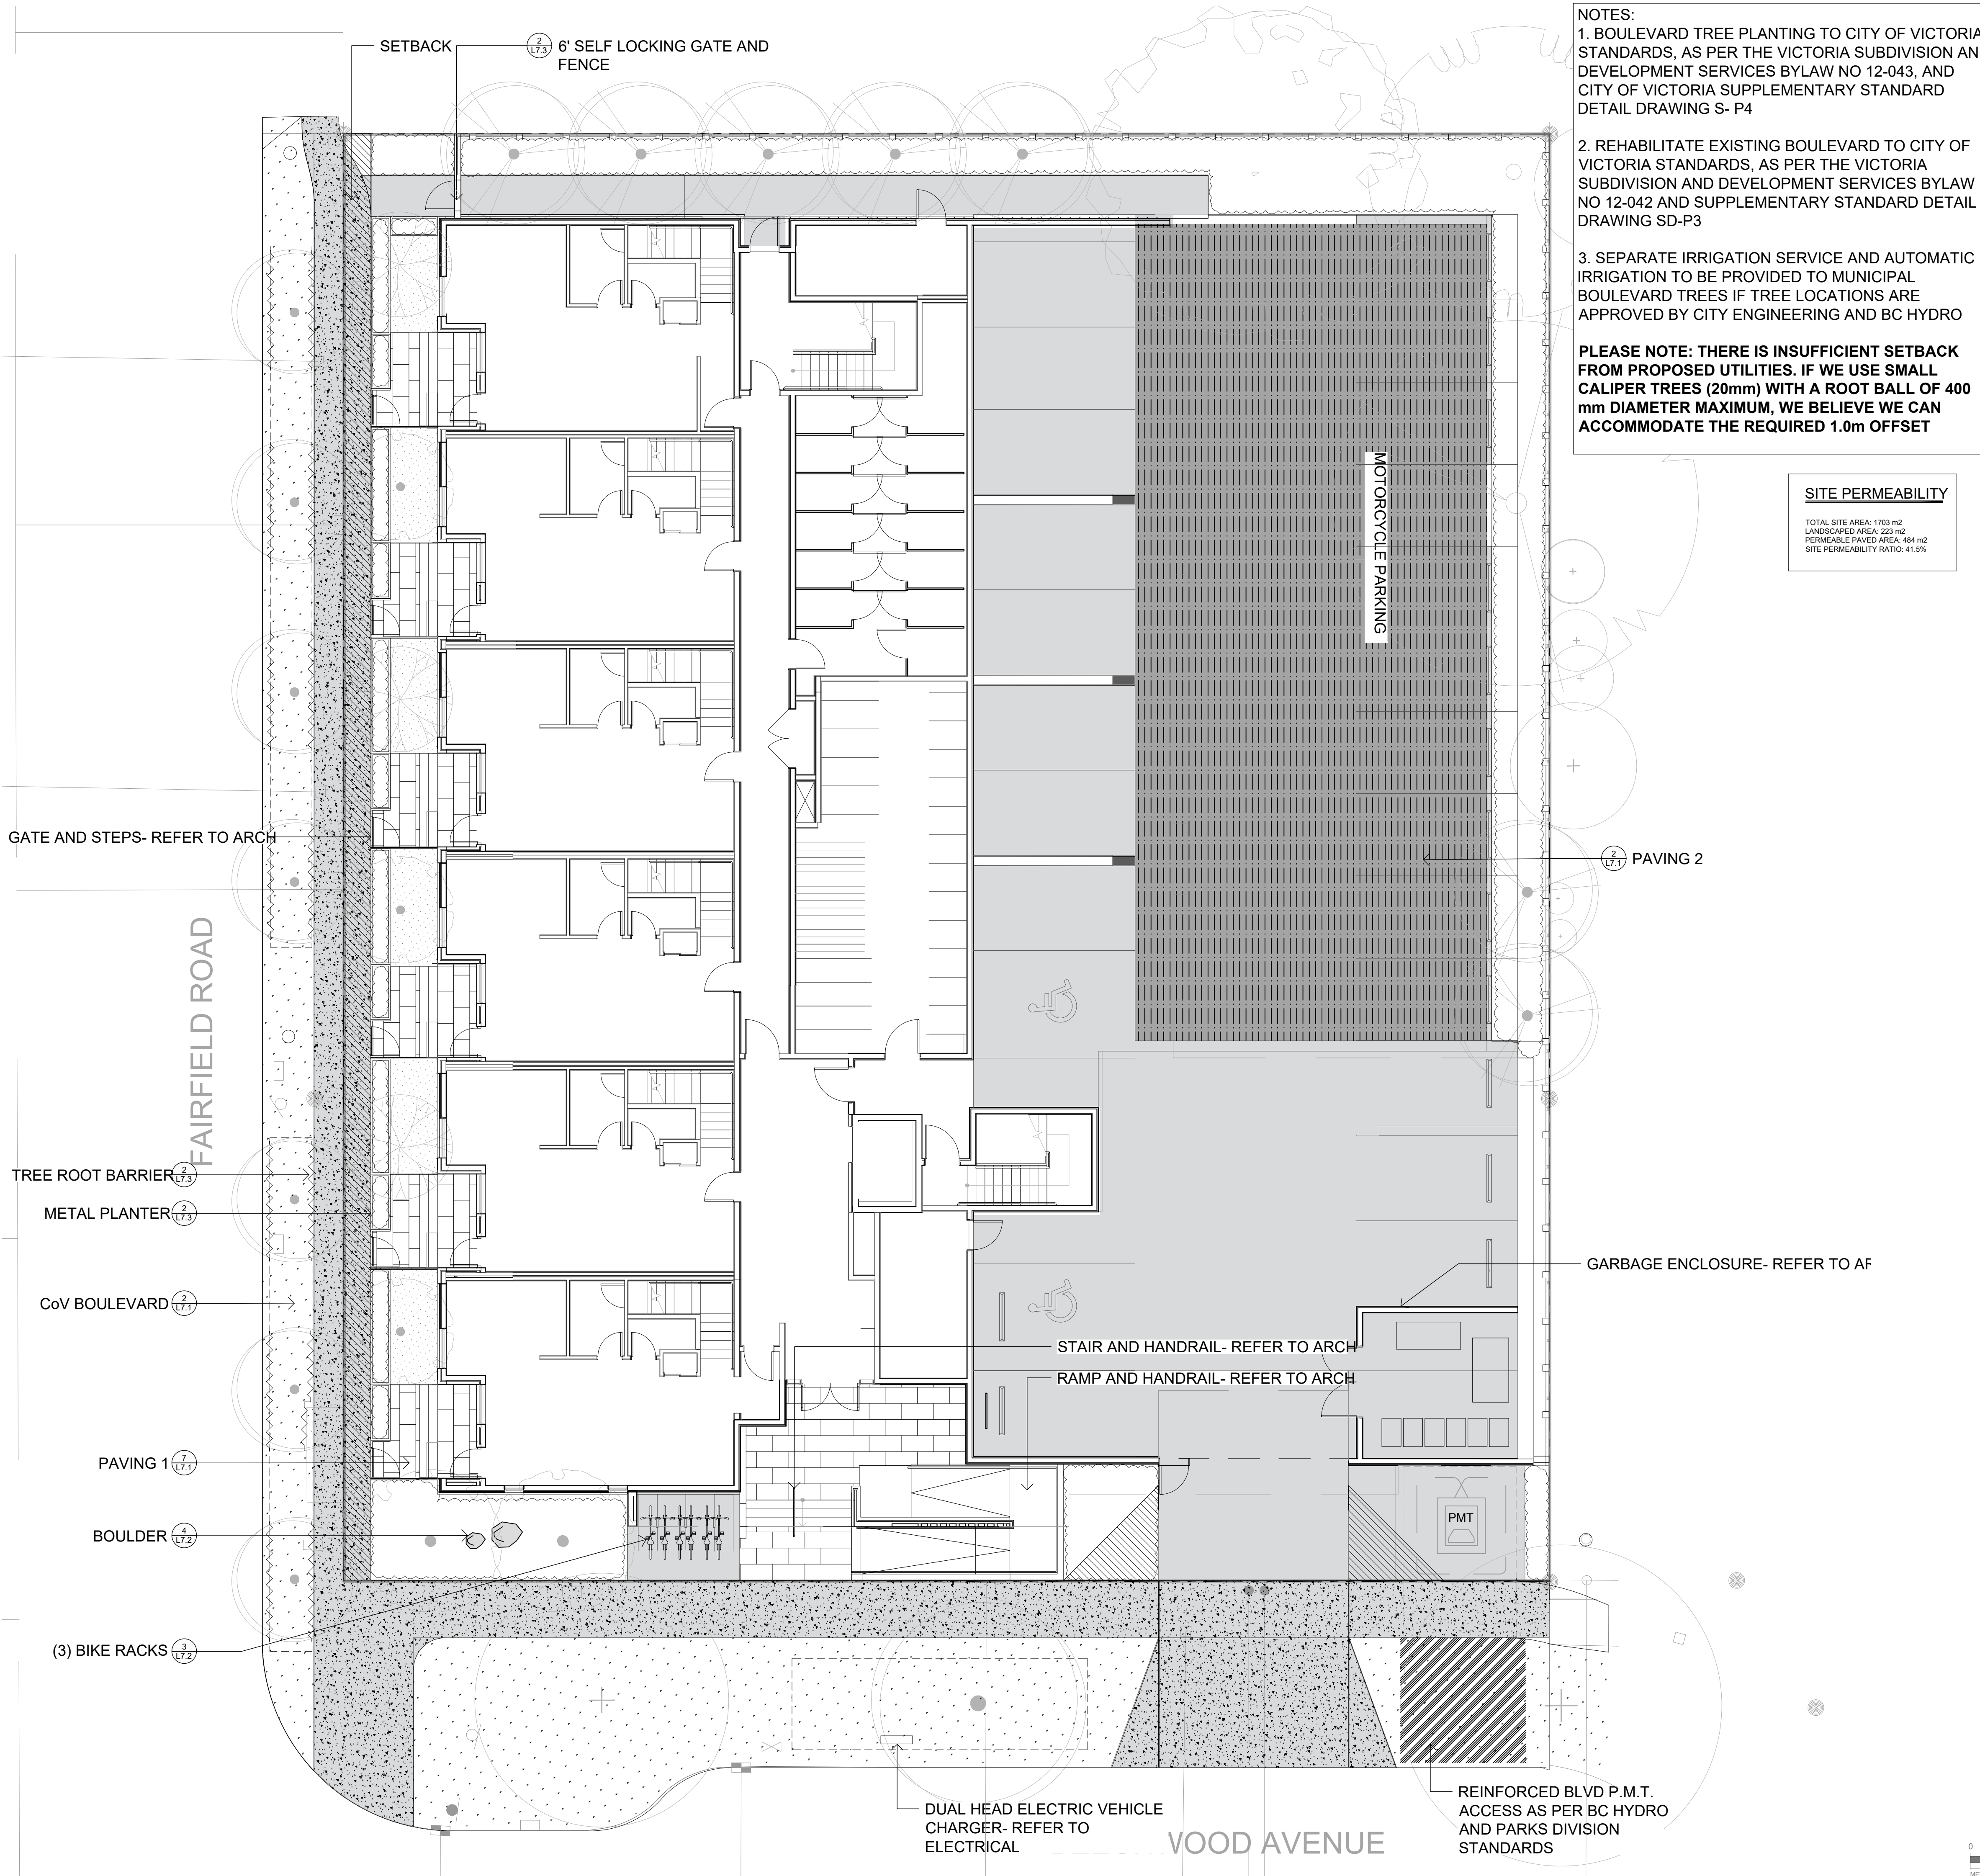 SETBACK
2
L7.3
6' SELF LOCKING GATE AND
FENCE
NOTES:
1. BOULEVARD TREE PLANTING TO CITY OF VICTORIA
STANDARDS, AS PER THE VICTORIA SUBDIVISION AN
DEVELOPMENT SERVICES BYLAW NO 12-043, AND
CITY OF VICTORIA SUPPLEMENTARY STANDARD
DETAIL DRAWING S- P4
2. REHABILITATE EXISTING BOULEVARD TO CITY OF
VICTORIA STANDARDS, AS PER THE VICTORIA
SUBDIVISION AND DEVELOPMENT SERVICES BYLAW
NO 12-042 AND SUPPLEMENTARY STANDARD DETAIL
DRAWING SD-P3
3. SEPARATE IRRIGATION SERVICE AND AUTOMATIC
IRRIGATION TO BE PROVIDED TO MUNICIPAL
BOULEVARD TREES IF TREE LOCATIONS ARE
APPROVED BY CITY ENGINEERING AND BC HYDRO
PLEASE NOTE: THERE IS INSUFFICIENT SETBACK
FROM PROPOSED UTILITIES. IF WE USE SMALL
CALIPER TREES (20mm) WITH A ROOT BALL OF 400
mm DIAMETER MAXIMUM, WE BELIEVE WE CAN
ACCOMMODATE THE REQUIRED 1.0m OFFSET
SITE PERMEABILITY
TOTAL SITE AREA: 1703 m2
LANDSCAPED AREA: 223 m2
PERMEABLE PAVED AREA: 484 m2
SITE PERMEABILITY RATIO: 41.5%
MOTORCYCLE PARKING
GATE AND STEPS- REFER TO ARCH
2
L7.1
PAVING 2
FAIRFIELD ROAD
TREE ROOT BARRIER
2
L7.3
METAL PLANTER
2
L7.3
CoV BOULEVARD
2
L7.1
GARBAGE ENCLOSURE- REFER TO AR
STAIR AND HANDRAIL- REFER TO ARCH
RAMP AND HANDRAIL- REFER TO ARCH
PAVING 1
7
L7.1
BOULDER
4
L7.2
PMT
(3) BIKE RACKS
3
L7.2
DUAL HEAD ELECTRIC VEHICLE
CHARGER- REFER TO
ELECTRICAL
WOOD AVENUE
REINFORCED BLVD P.M.T.
ACCESS AS PER BC HYDRO
AND PARKS DIVISION
STANDARDS
0